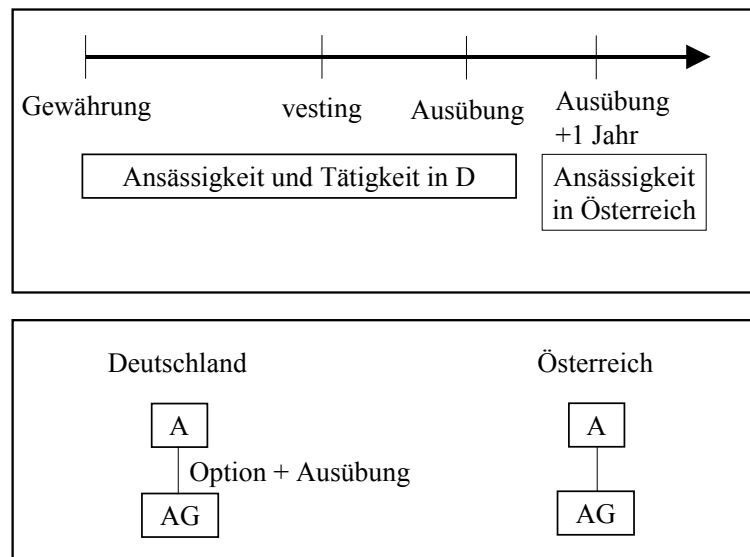 Gewährung
vesting
Ausübung
Ausübung
+1 Jahr
Ansässigkeit und Tätigkeit in D
Ansässigkeit
in Österreich
Deutschland
Österreich
A
A
Option + Ausübung
AG
AG